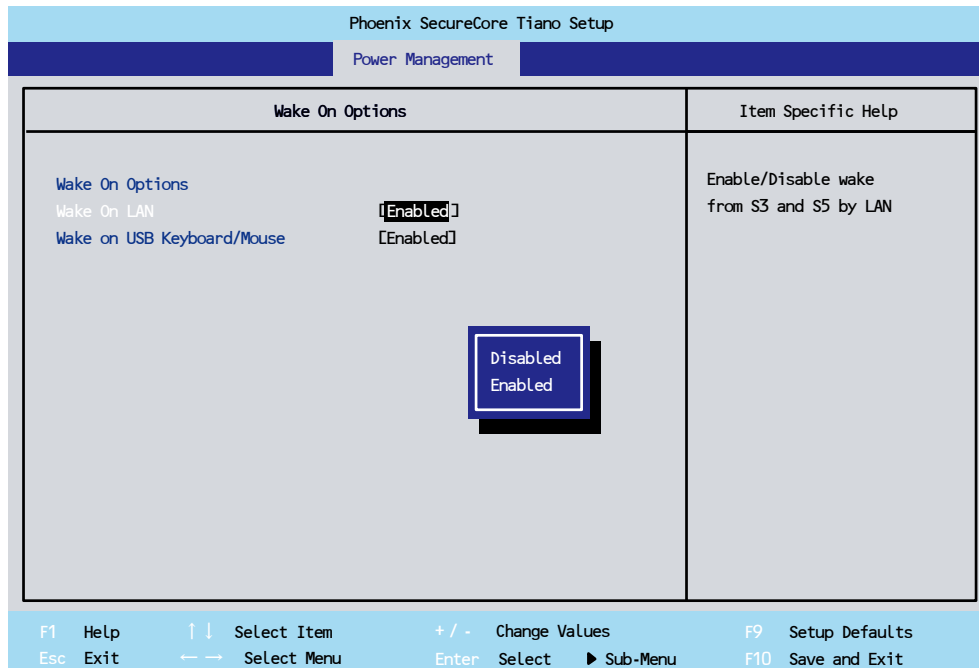 Phoenix SecureCore Tiano Setup
Power Management
Wake On Options
Item Specific Help
Wake On Options
Wake On LAN [Enabled]
Wake on USB Keyboard/Mouse [Enabled]
Enable/Disable wake
from S3 and S5 by LAN
Disabled
Enabled
F1 Help ↑ ↓ Select Item + / - Change Values F9 Setup Defaults
Esc Exit ← → Select Menu Enter Select ▶ Sub-Menu F10 Save and Exit